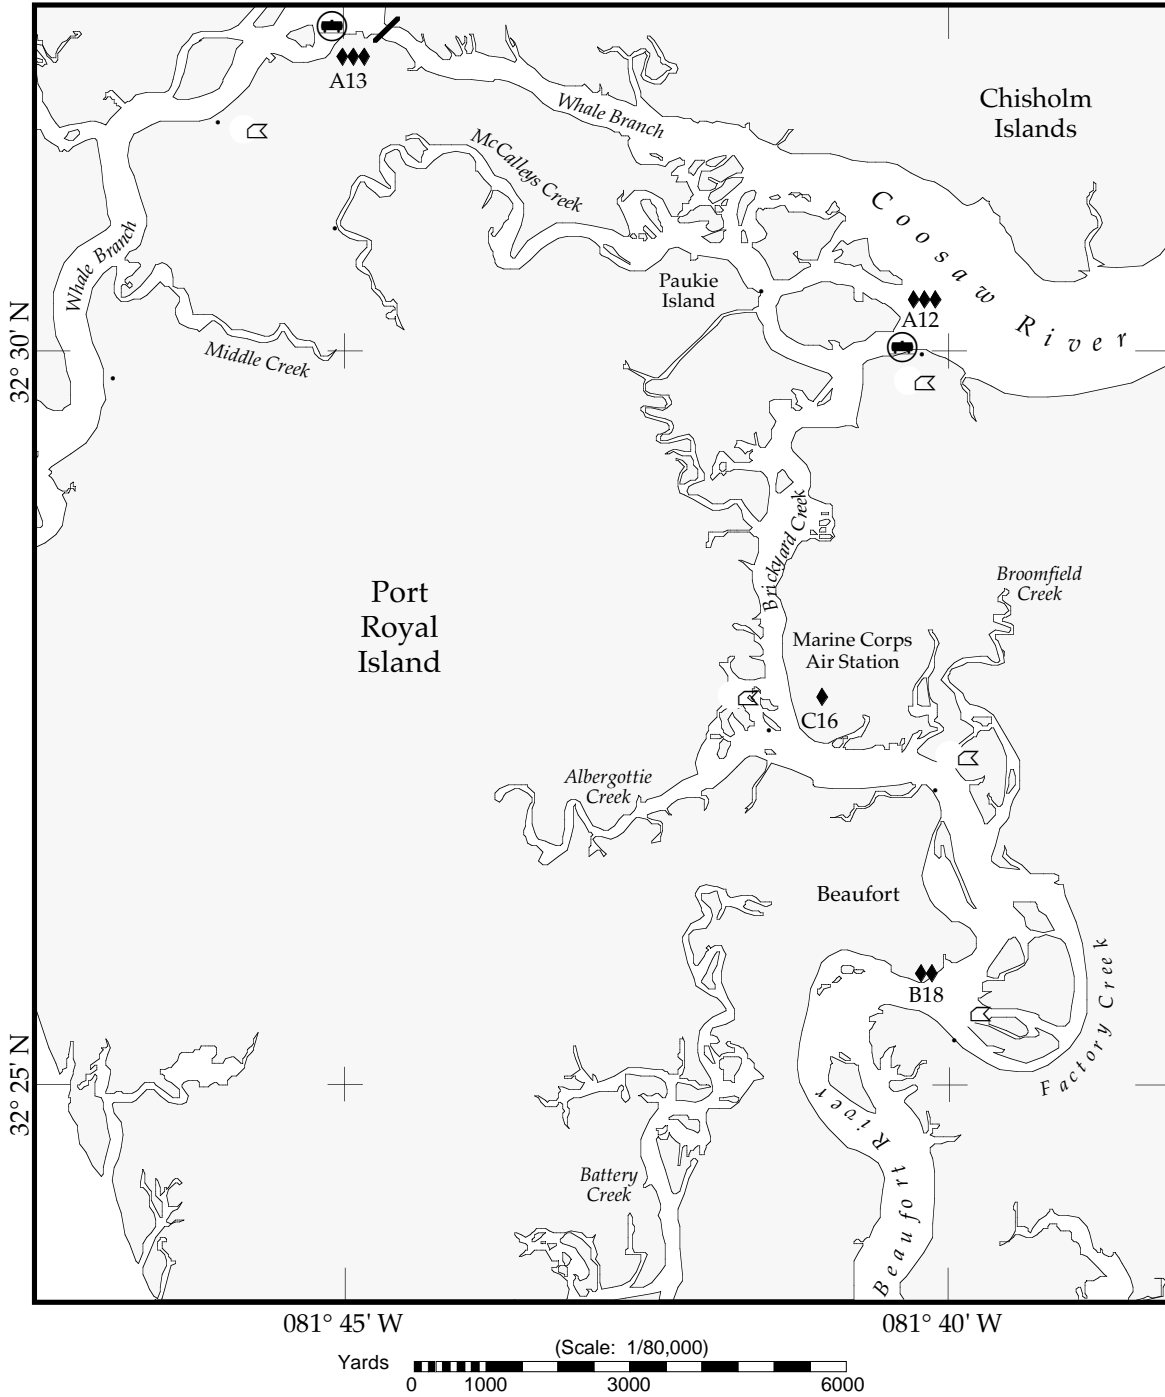 A13
Whale Branch
Chisholm
Islands
McCalleys Creek
Coosaw
River
Whale Branch
Paukie
Island
A12
32° 30' N
Middle Creek
Brickyard Creek
Broomfield
Creek
Port
Royal
Island
Marine Corps
Air Station
C16
Albergottie
Creek
Beaufort
B18
Factory Creek
32° 25' N
Beaufort River
Battery
Creek
081° 45' W
081° 40' W
(Scale: 1/80,000)
Yards
0 1000 3000 6000